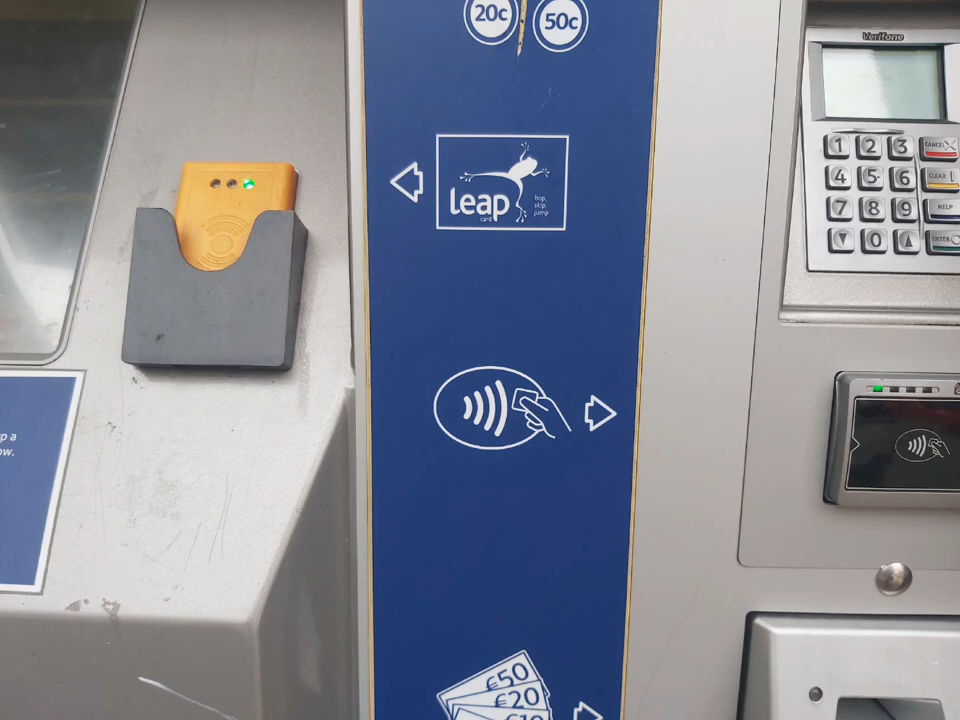 20c
50c
Verifone
leap
card
hop,
skip,
jump
1 2 3 CANCEL
4 5 6 CLEAR
7 8 9 HELP
0 ENTER
p a
ow.
€50
€20
€10